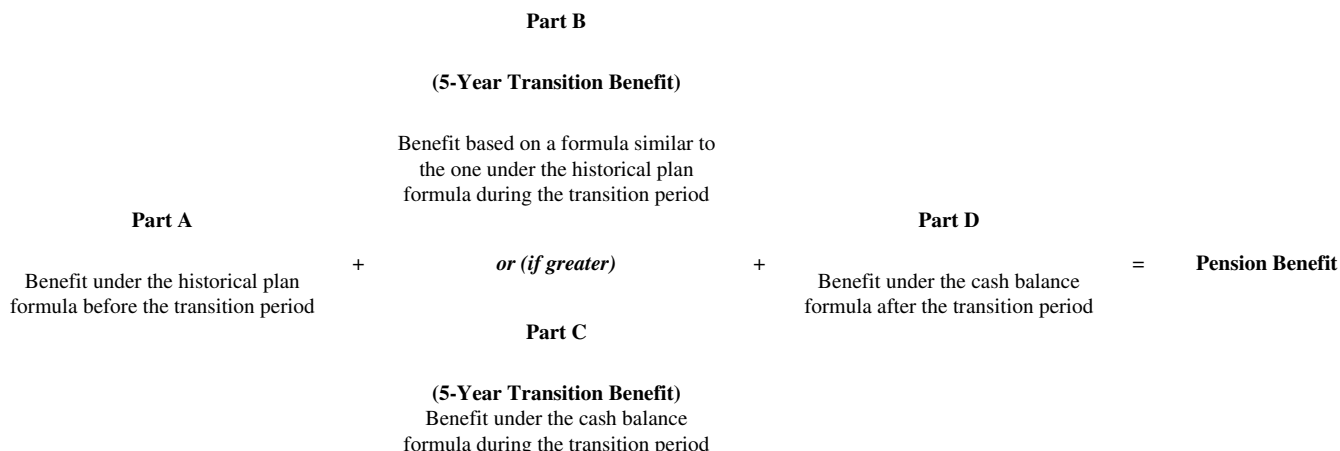 Part B
(5-Year Transition Benefit)
Benefit based on a formula similar to
the one under the historical plan
formula during the transition period
Part A
Benefit under the historical plan
formula before the transition period
+
or (if greater)
+
Part D
Benefit under the cash balance
formula after the transition period
=
Pension Benefit
Part C
(5-Year Transition Benefit)
Benefit under the cash balance
formula during the transition period